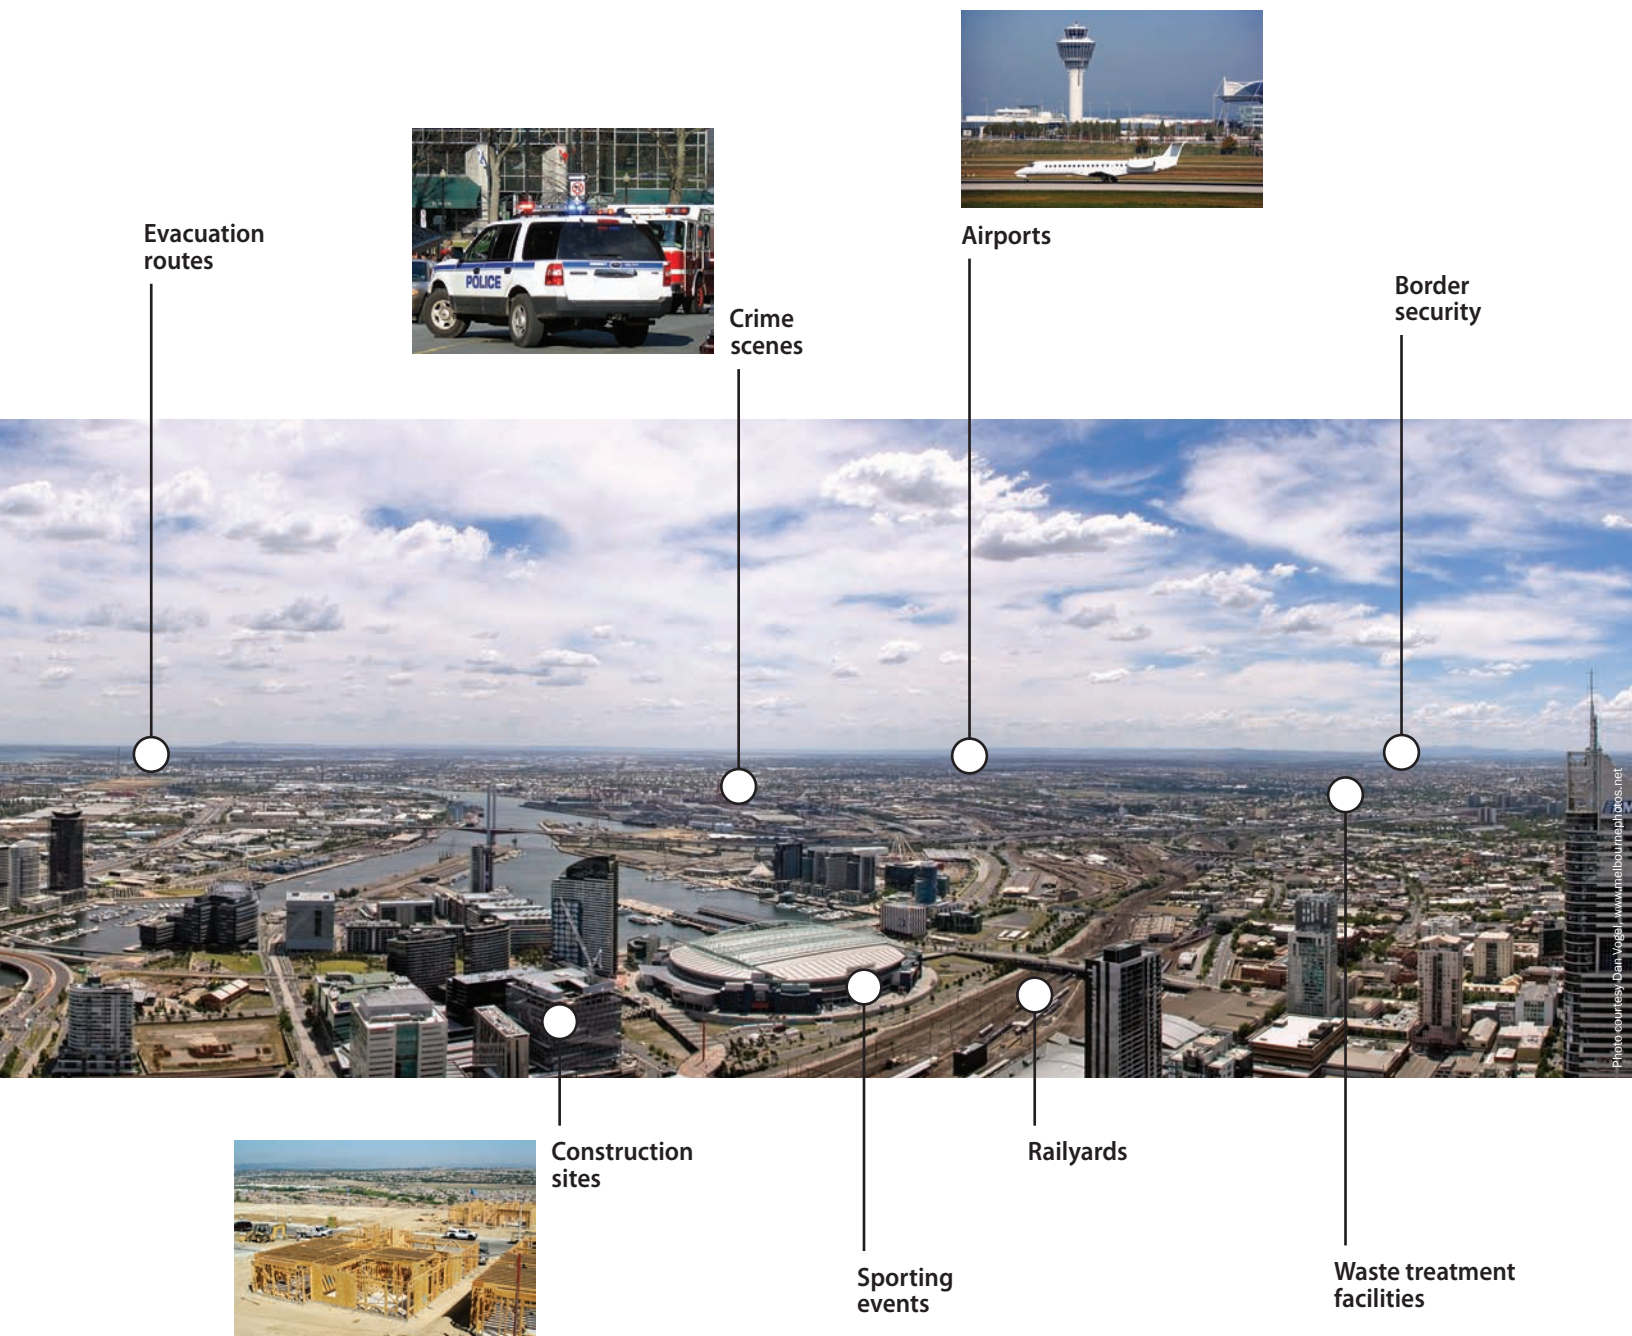 Evacuation
routes
POLICE
Crime
scenes
Airports
Border
security
Photo courtesy Dan Vogel, www.melbournephotos.net
Construction
sites
Railyards
Sporting
events
Waste treatment
facilities